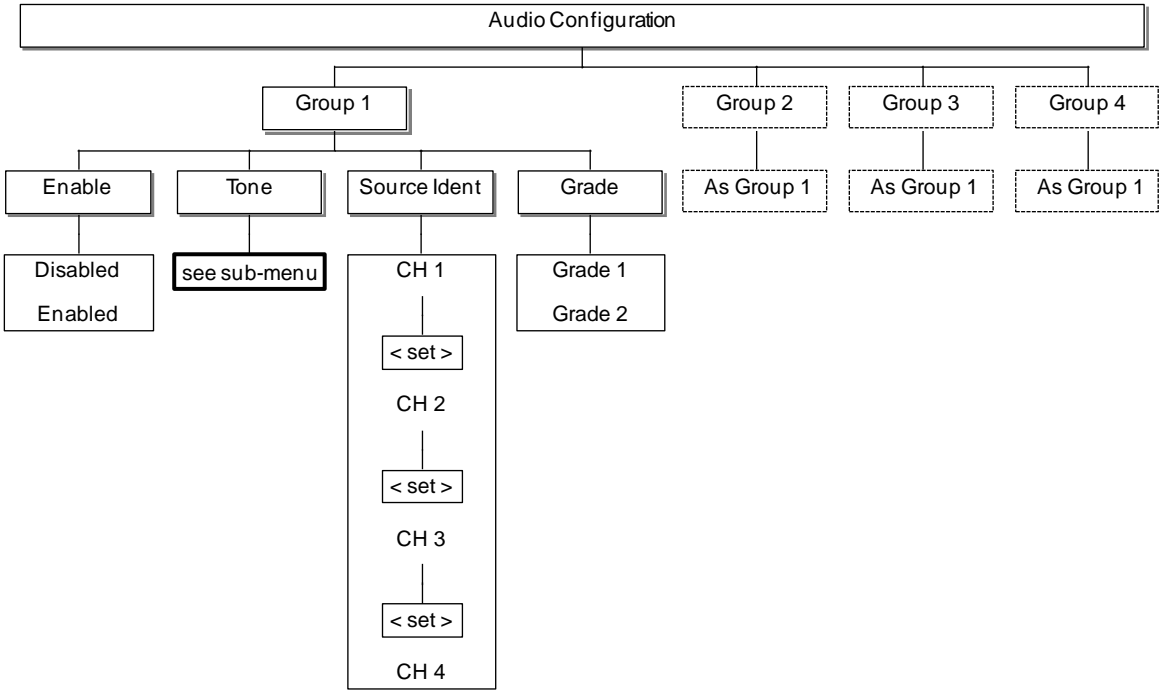 Audio Configuration
Group 1
Group 2
Group 3
Group 4
Enable
Tone
Source Ident
Grade
As Group 1
As Group 1
As Group 1
Disabled
Enabled
see sub-menu
CH 1
< set >
CH 2
< set >
CH 3
< set >
CH 4
Grade 1
Grade 2